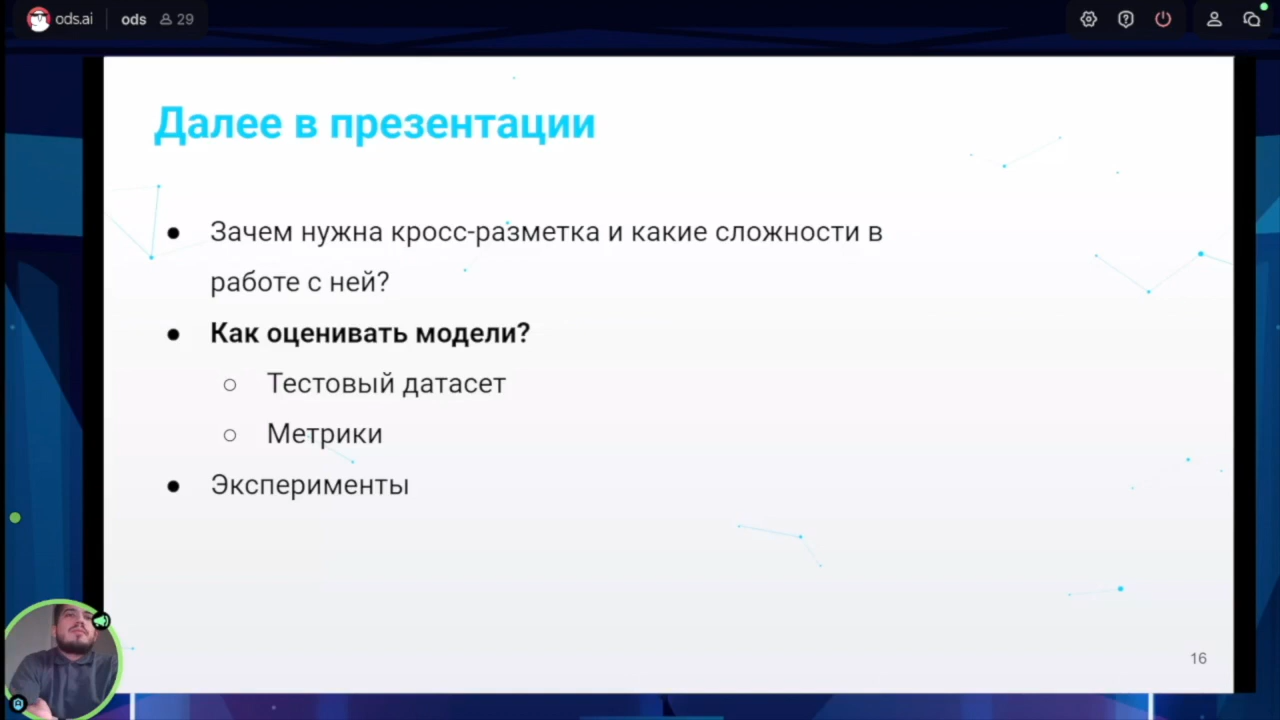 ods.ai ods 29
Далее в презентации
● Зачем нужна кросс-разметка и какие сложности в
работе с ней?
● Как оценивать модели?
○ Тестовый датасет
○ Метрики
● Эксперименты
16